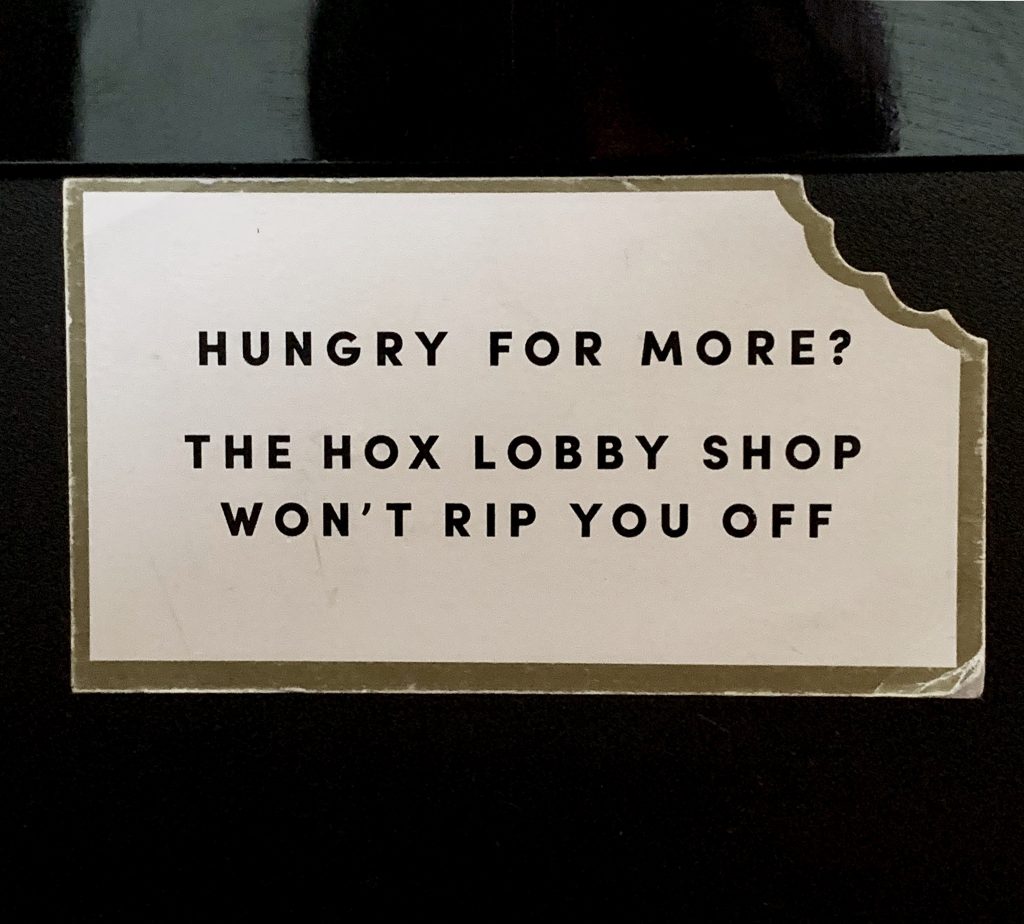 HUNGRY FOR MORE?
THE HOX LOBBY SHOP
WON'T RIP YOU OFF